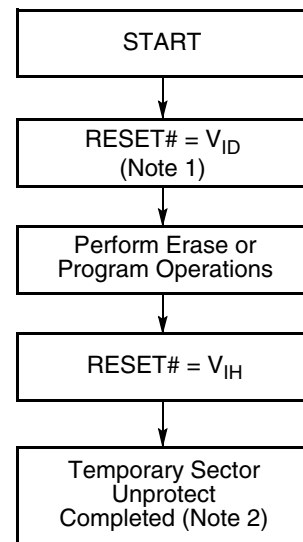 START
RESET# = VID
(Note 1)
Perform Erase or
Program Operations
RESET# = VIH
Temporary Sector
Unprotect
Completed (Note 2)